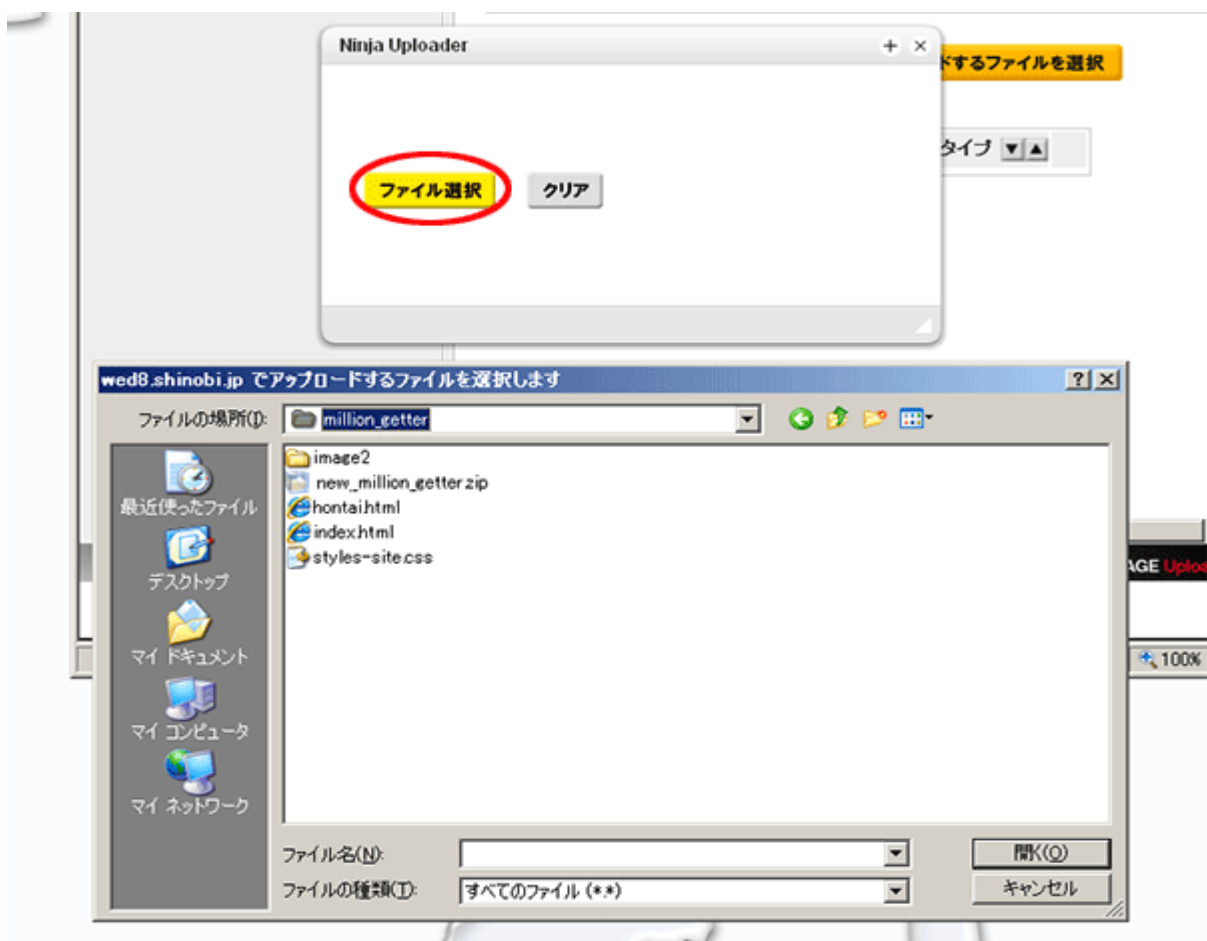 Ninja Uploader
ドするファイルを選択
タイプ ▼▲
ファイル選択
クリア
wed8.shinobi.jp でアップロードするファイルを選択します
ファイルの場所(I):
million_getter
image2
new_million_getter.zip
hontai.html
index.html
styles-site.css
最近使ったファイル
デスクトップ
マイ ドキュメント
マイ コンピュータ
マイ ネットワーク
AGE Uploa
100%
ファイル名(N):
開く(O)
ファイルの種類(T):
すべてのファイル (*.*)
キャンセル